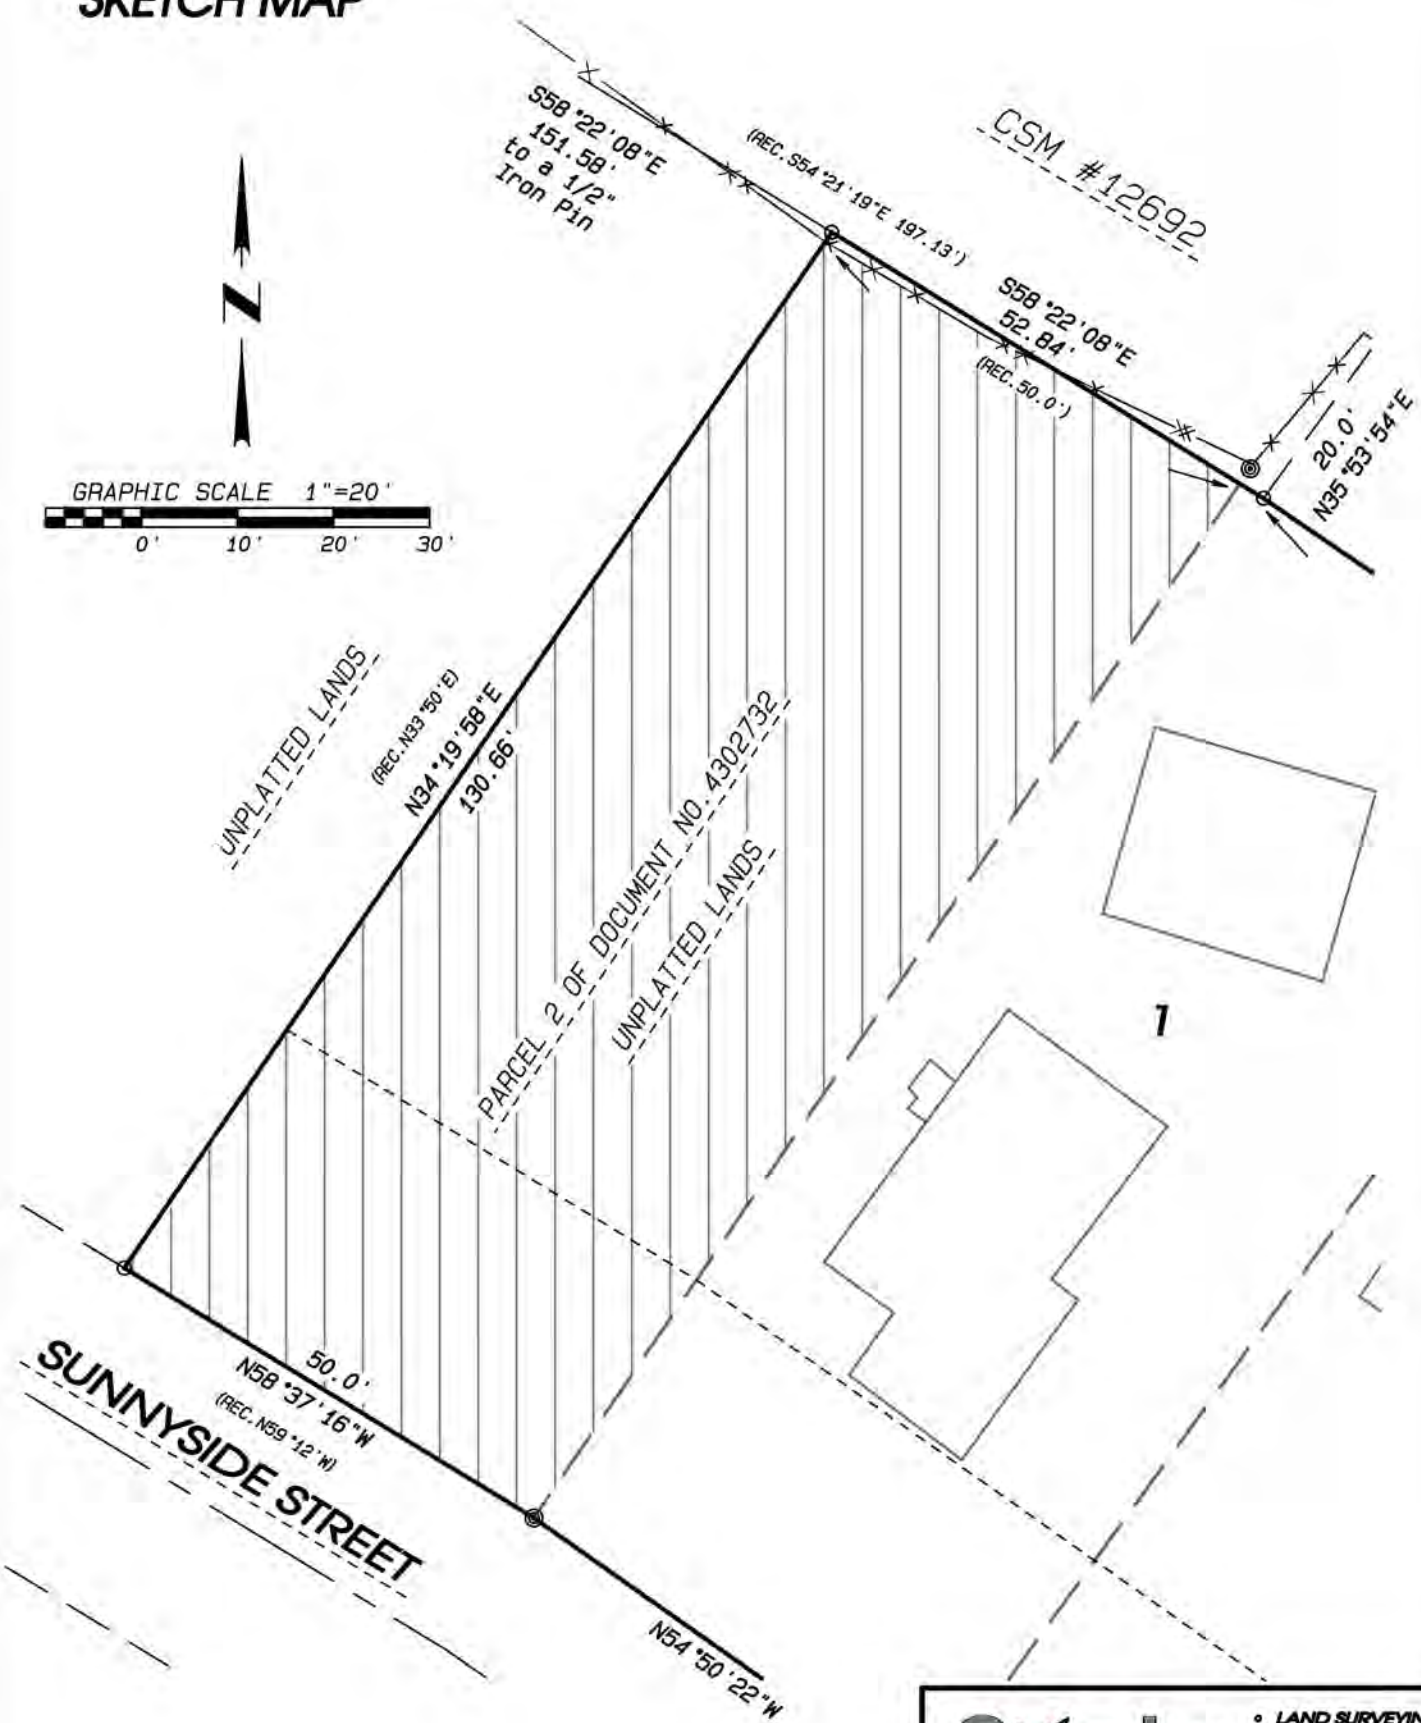 SKETCH MAP
S58°22'08"E
151.58'
to a 1/2"
Iron Pin
(REC. S54°21'19"E 197.13')
CSM #12692
S58°22'08"E
52.84'
(REC. 50.0')
20.0'
N35°53'54"E
N
GRAPHIC SCALE 1"=20'
0' 10' 20' 30'
UNPLATTED LANDS
(REC. N33°50'E)
N34°19'58"E
130.66'
PARCEL 2 OF DOCUMENT NO. 4302732
UNPLATTED LANDS
1
50.0'
N58°37'16"W
(REC. N59°12'W)
SUNNYSIDE STREET
N54°50'22"W
° LAND SURVEYIN